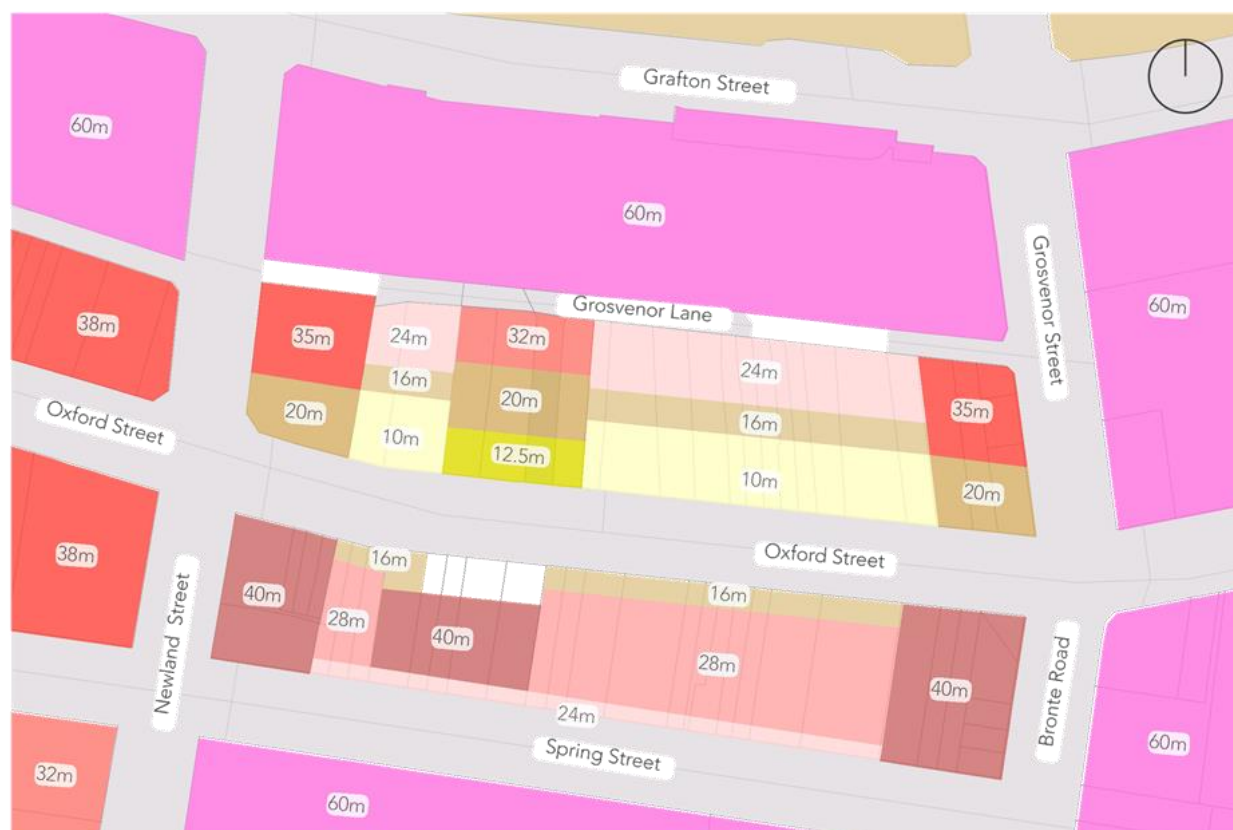 Grafton Street
60m
60m
60m
Grosvenor Street
60m
Grosvenor Lane
38m
35m
24m
32m
24m
16m
20m
16m
35m
Oxford Street
20m
10m
12.5m
10m
20m
38m
Oxford Street
16m
16m
40m
28m
40m
28m
40m
Newland Street
24m
Bronte Road
60m
Spring Street
32m
60m